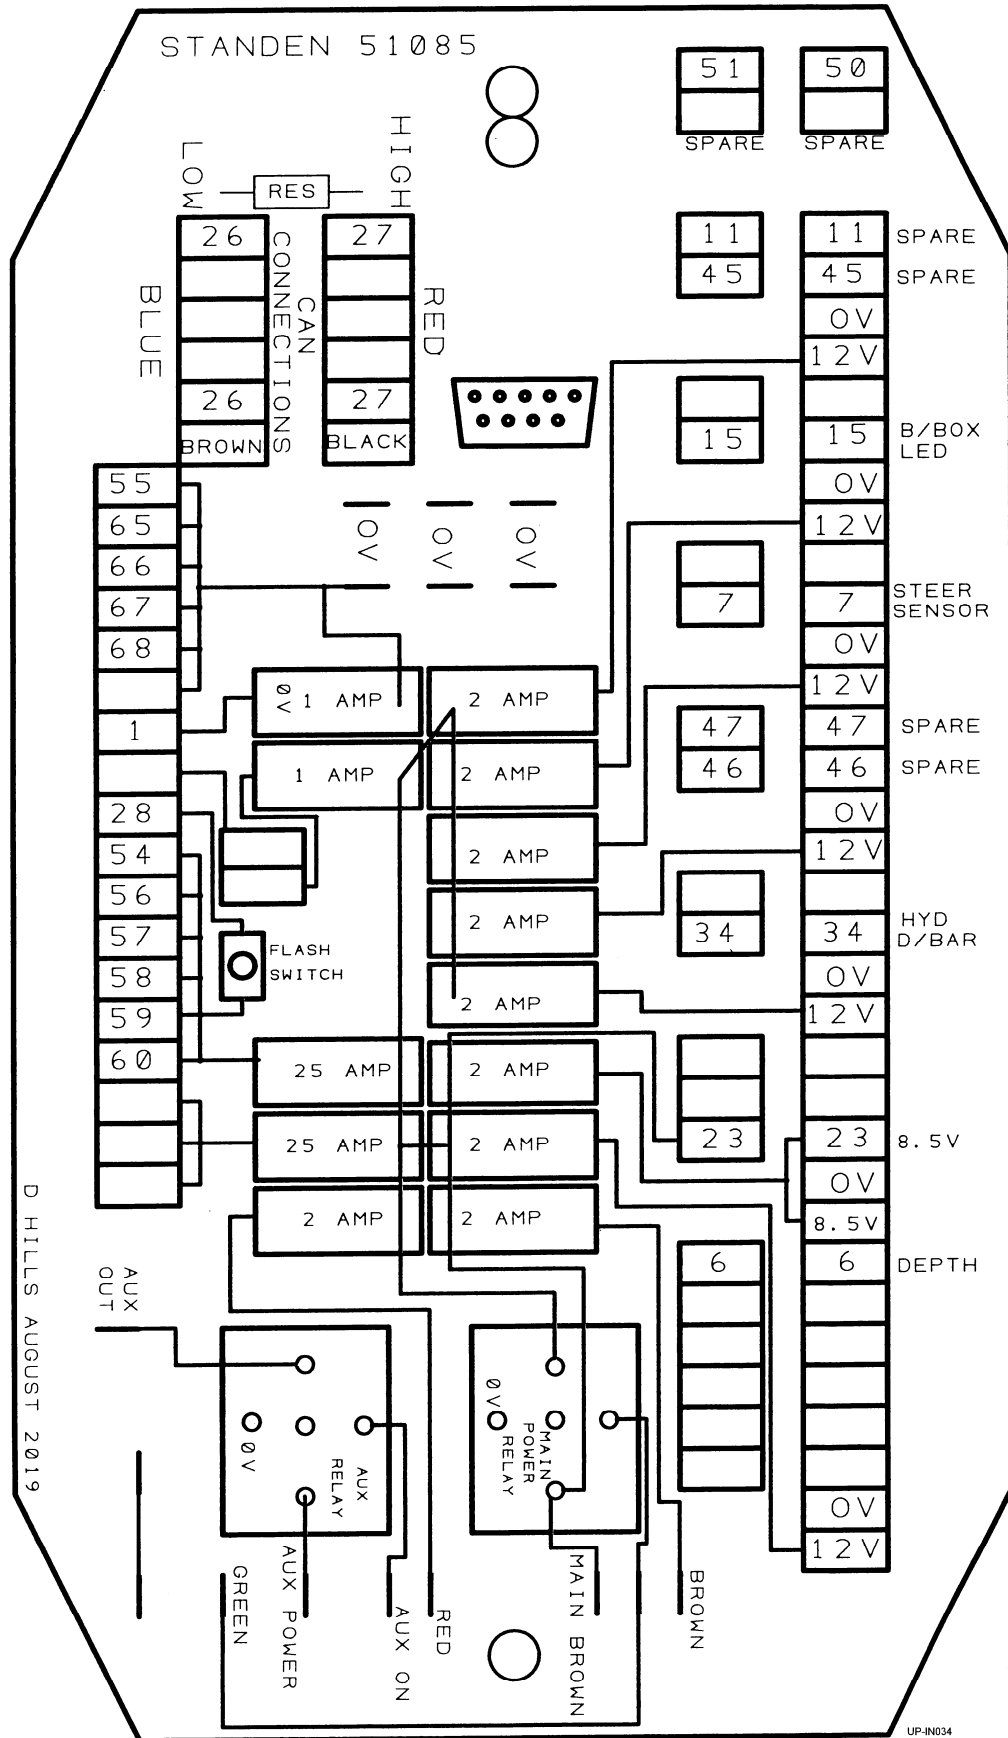 STANDEN 51085
51
50
SPARE
SPARE
LOW
HIGH
RES
26
27
CONNECTIONS
CAN
BLUE
RED
26
27
BROWN
BLACK
11
11
SPARE
45
45
SPARE
0V
12V
15
15
B/BOX
LED
0V
12V
7
7
STEER
SENSOR
0V
12V
47
47
SPARE
46
46
SPARE
0V
12V
34
34
HYD
D/BAR
0V
12V
23
23
8.5V
0V
8.5V
6
6
DEPTH
0V
12V
55
65
66
67
68
1
28
54
56
57
58
59
60
0V
0V
0V
0V
1 AMP
2 AMP
1 AMP
2 AMP
2 AMP
2 AMP
2 AMP
FLASH
SWITCH
25 AMP
2 AMP
25 AMP
2 AMP
2 AMP
2 AMP
AUX
OUT
0V
AUX
RELAY
0V
MAIN
POWER
RELAY
GREEN
AUX POWER
AUX ON
RED
MAIN BROWN
BROWN
D HILLS AUGUST 2019
UP-IN034